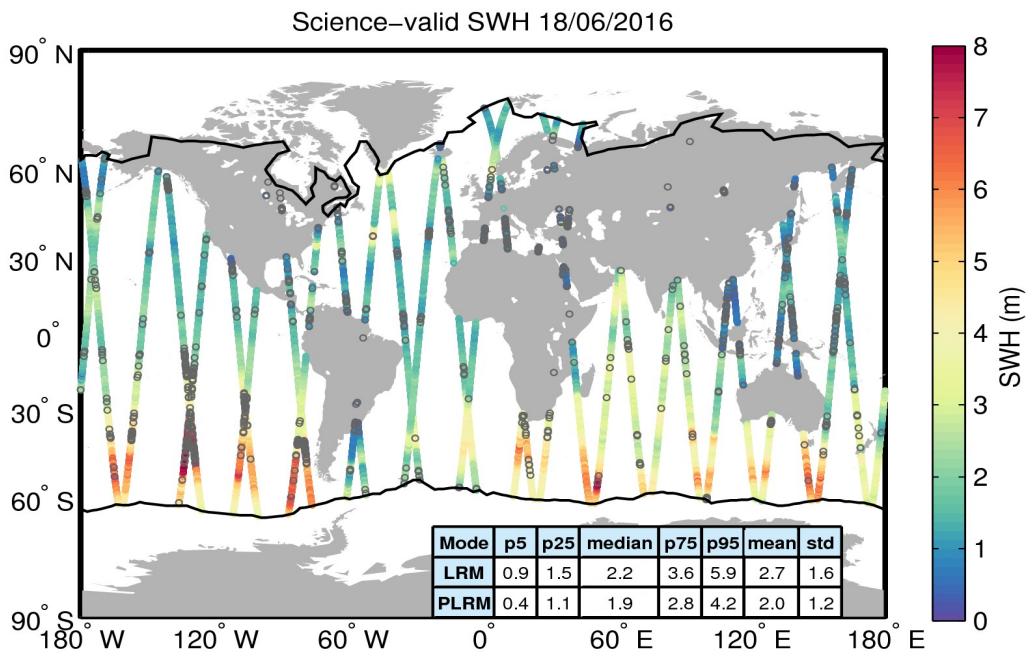 Science-valid SWH 18/06/2016
90° N
60° N
30° N
0°
30° S
60° S
90° S
180° W
120° W
60° W
0°
60° E
120° E
180° E
8
7
6
5
4
3
2
1
0
SWH (m)
Mode p5 p25 median p75 p95 mean std
LRM 0.9 1.5 2.2 3.6 5.9 2.7 1.6
PLRM 0.4 1.1 1.9 2.8 4.2 2.0 1.2